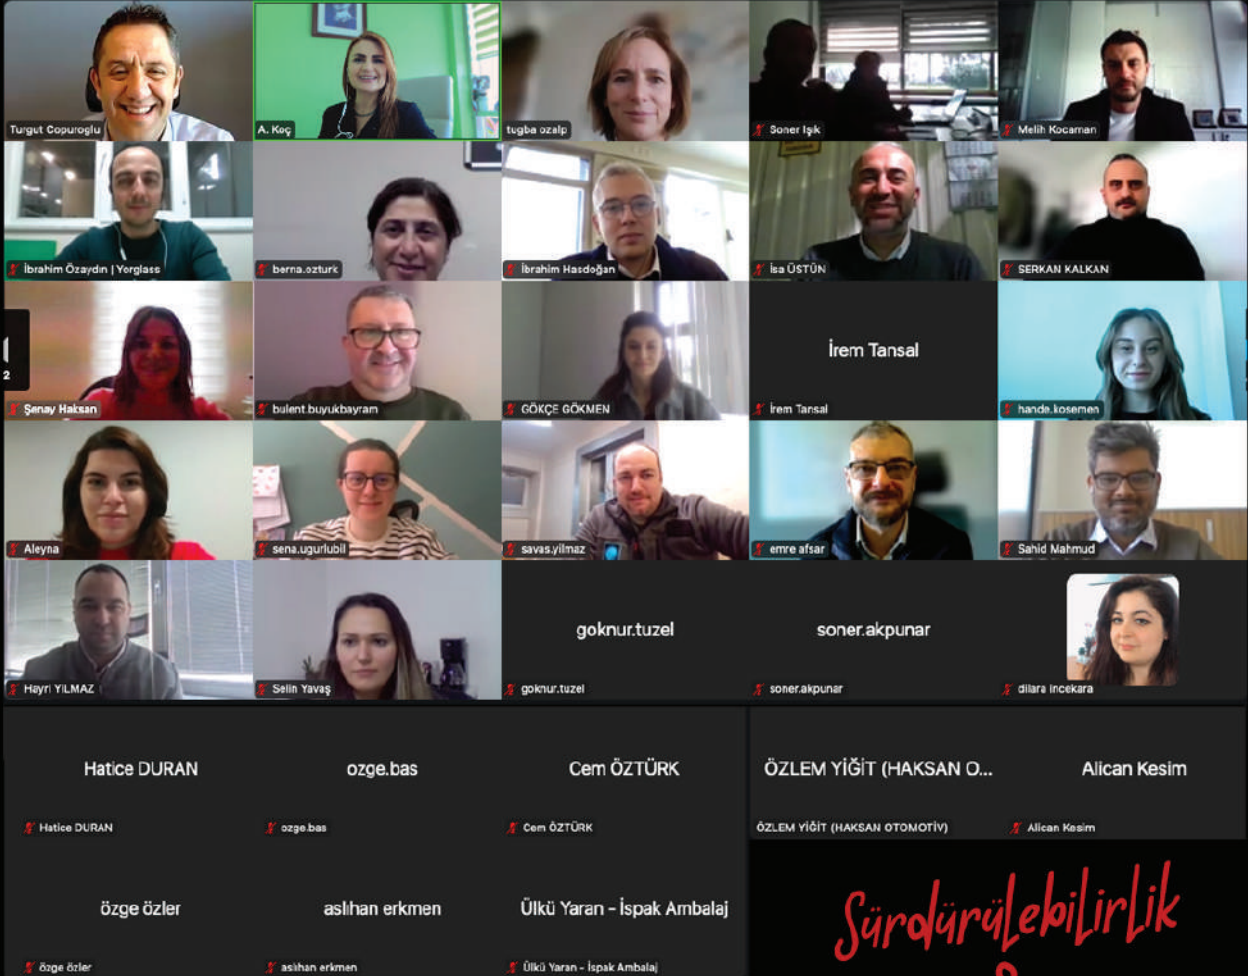 Turgut Copuroglu
A. Koç
tugba ozalp
Soner Işık
Melih Kocaman
İbrahim Özaydın | Yorglass
berna.ozturk
İbrahim Hasdoğan
İsa ÜSTÜN
SERKAN KALKAN
2
Şenay Haksan
bulent.buyukbayram
GÖKÇE GÖKMEN
İrem Tansal
İrem Tansal
hande.kosemen
Aleyna
sena.ugurlubil
savas.yilmaz
emre afsar
Sahid Mahmud
Hayri YILMAZ
Selin Yavaş
goknur.tuzel
goknur.tuzel
soner.akpunar
soner.akpunar
dilara incekara
Hatice DURAN
Hatice DURAN
ozge.bas
ozge.bas
Cem ÖZTÜRK
Cem ÖZTÜRK
ÖZLEM YİĞİT (HAKSAN O...
ÖZLEM YİĞİT (HAKSAN OTOMOTİV)
Alican Kesim
Alican Kesim
özge özler
özge özler
aslıhan erkmen
aslıhan erkmen
Ülkü Yaran - İspak Ambalaj
Ülkü Yaran - İspak Ambalaj
Sürdürülebilirlik